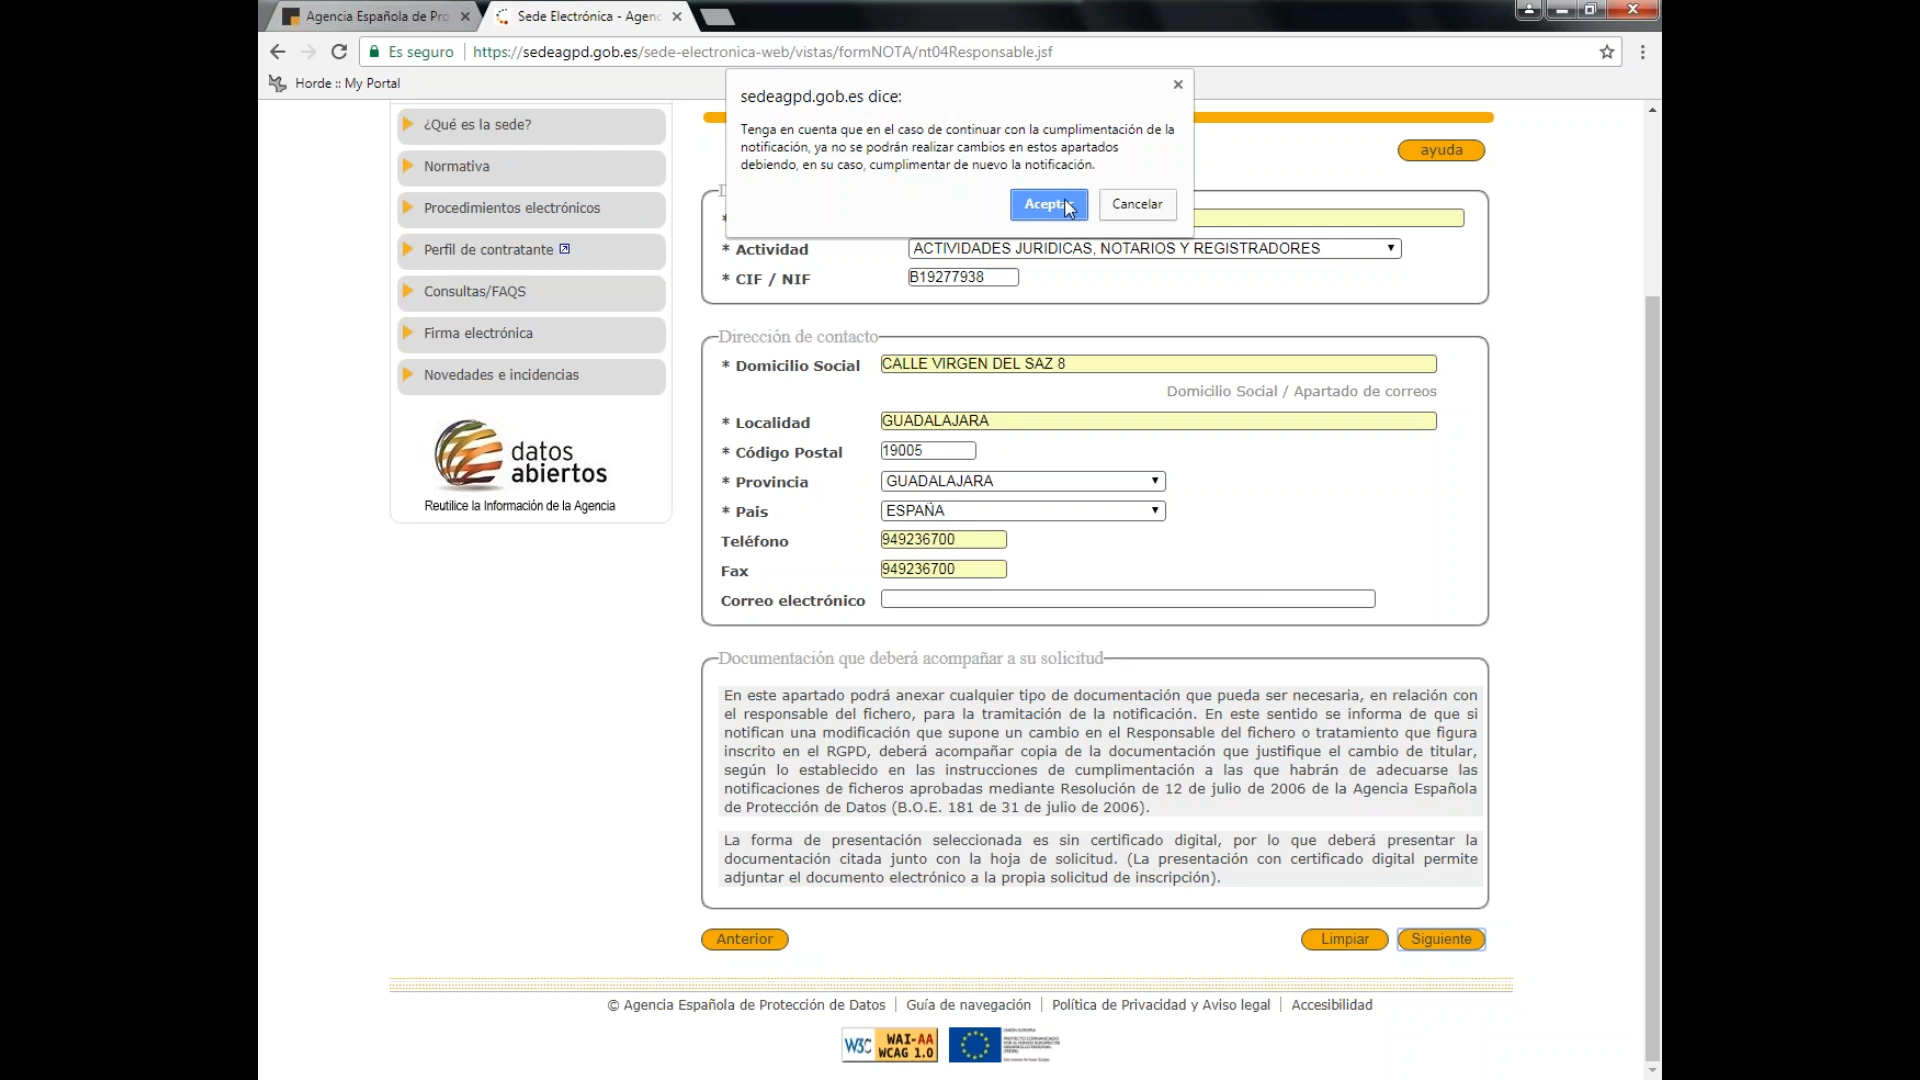 Agencia Española de Pro
Sede Electrónica - Agenc
Es seguro
https://sedeagpd.gob.es/sede-electronica-web/vistas/formNOTA/nt04Responsable.jsf
Horde :: My Portal
sedeagpd.gob.es dice:
Tenga en cuenta que en el caso de continuar con la cumplimentación de la
notificación, ya no se podrán realizar cambios en estos apartados
debiendo, en su caso, cumplimentar de nuevo la notificación.
Aceptar
Cancelar
¿Qué es la sede?
Normativa
Procedimientos electrónicos
Perfil de contratante
Consultas/FAQS
Firma electrónica
Novedades e incidencias
datos
abiertos
Reutilice la Información de la Agencia
ayuda
* Actividad ACTIVIDADES JURIDICAS, NOTARIOS Y REGISTRADORES
* CIF / NIF B19277938
Dirección de contacto
* Domicilio Social CALLE VIRGEN DEL SAZ 8
Domicilio Social / Apartado de correos
* Localidad GUADALAJARA
* Código Postal 19005
* Provincia GUADALAJARA
* Pais ESPAÑA
Teléfono 949236700
Fax 949236700
Correo electrónico
Documentación que deberá acompañar a su solicitud
En este apartado podrá anexar cualquier tipo de documentación que pueda ser necesaria, en relación con
el responsable del fichero, para la tramitación de la notificación. En este sentido se informa de que si
notifican una modificación que supone un cambio en el Responsable del fichero o tratamiento que figura
inscrito en el RGPD, deberá acompañar copia de la documentación que justifique el cambio de titular,
según lo establecido en las instrucciones de cumplimentación a las que habrán de adecuarse las
notificaciones de ficheros aprobadas mediante Resolución de 12 de julio de 2006 de la Agencia Española
de Protección de Datos (B.O.E. 181 de 31 de julio de 2006).
La forma de presentación seleccionada es sin certificado digital, por lo que deberá presentar la
documentación citada junto con la hoja de solicitud. (La presentación con certificado digital permite
adjuntar el documento electrónico a la propia solicitud de inscripción).
Anterior
Limpiar
Siguiente
© Agencia Española de Protección de Datos | Guía de navegación | Política de Privacidad y Aviso legal | Accesibilidad
W3C WAI-AA
WCAG 1.0